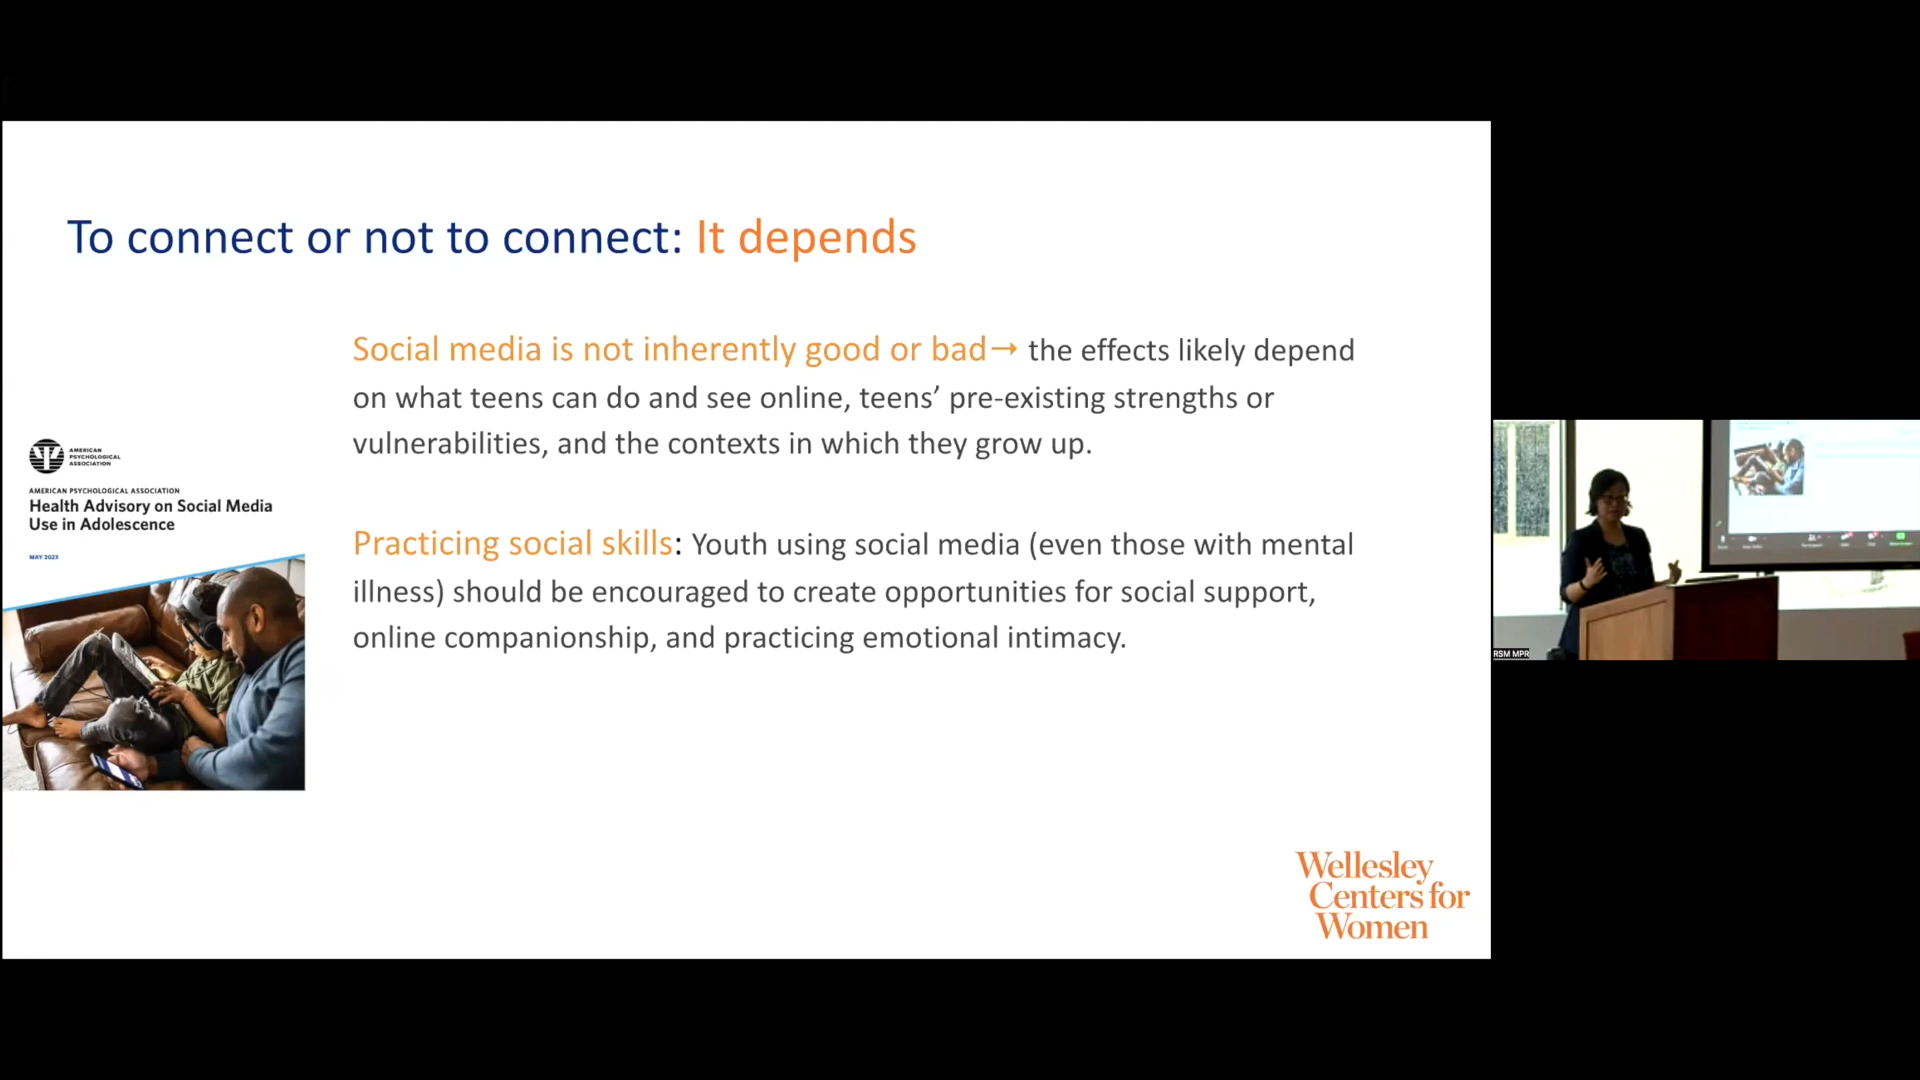 To connect or not to connect: It depends
Social media is not inherently good or bad→ the effects likely depend
on what teens can do and see online, teens’ pre-existing strengths or
vulnerabilities, and the contexts in which they grow up.
AMERICAN
PSYCHOLOGICAL
ASSOCIATION
AMERICAN PSYCHOLOGICAL ASSOCIATION
Health Advisory on Social Media
Use in Adolescence
MAY 2023
Practicing social skills: Youth using social media (even those with mental
illness) should be encouraged to create opportunities for social support,
online companionship, and practicing emotional intimacy.
Wellesley
Centers for
Women
RSM MPR